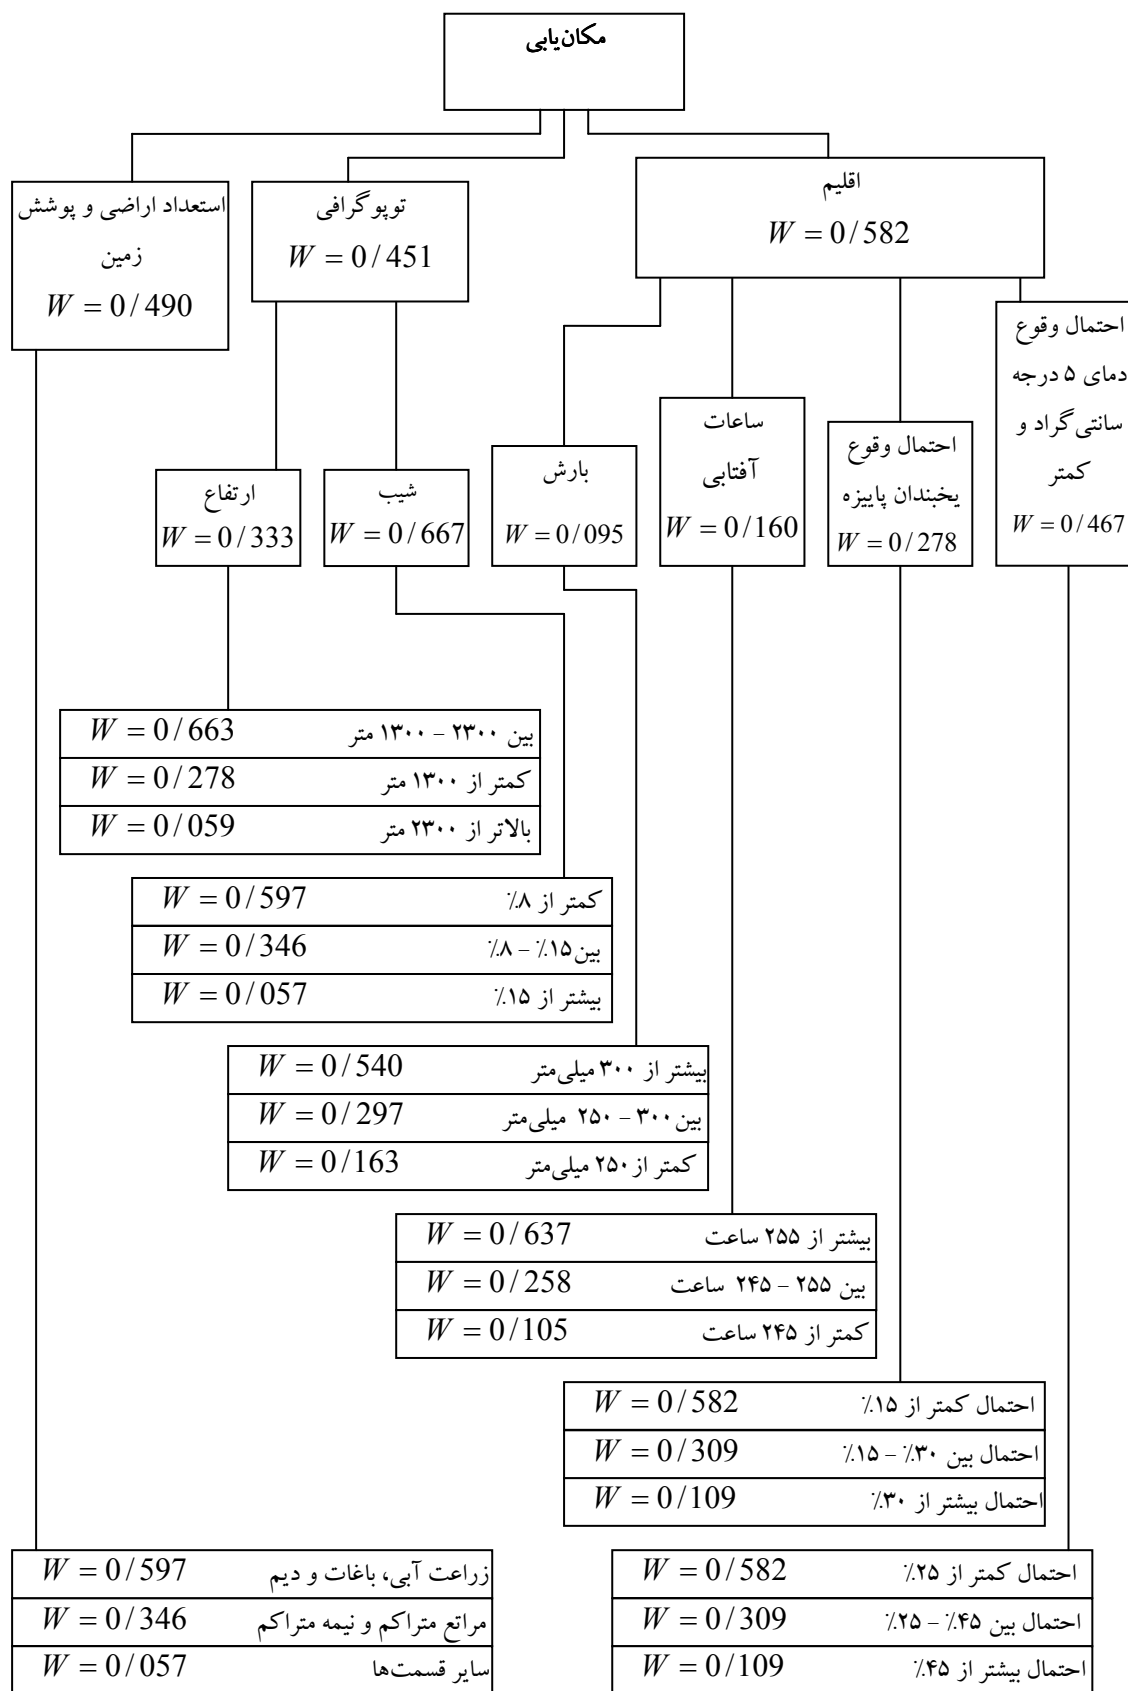 مکان‌یابی
اقلیم
W = 0/582
توپوگرافی
W = 0/451
استعداد اراضی و پوشش
زمین
W = 0/490
احتمال وقوع
دمای ۵ درجه
سانتی‌گراد و
کمتر
W = 0/467
احتمال وقوع
یخبندان پاییزه
W = 0/278
ساعات
آفتابی
W = 0/160
بارش
W = 0/095
شیب
W = 0/667
ارتفاع
W = 0/333
بین ۲۳۰۰ – ۱۳۰۰ متر W = 0/663
کمتر از ۱۳۰۰ متر W = 0/278
بالاتر از ۲۳۰۰ متر W = 0/059
کمتر از ۸٪ W = 0/597
بین ۱۵٪ – ۸٪ W = 0/346
بیشتر از ۱۵٪ W = 0/057
بیشتر از ۳۰۰ میلی‌متر W = 0/540
بین ۳۰۰ – ۲۵۰ میلی‌متر W = 0/297
کمتر از ۲۵۰ میلی‌متر W = 0/163
بیشتر از ۲۵۵ ساعت W = 0/637
بین ۲۵۵ – ۲۴۵ ساعت W = 0/258
کمتر از ۲۴۵ ساعت W = 0/105
احتمال کمتر از ۱۵٪ W = 0/582
احتمال بین ۳۰٪ – ۱۵٪ W = 0/309
احتمال بیشتر از ۳۰٪ W = 0/109
احتمال کمتر از ۲۵٪ W = 0/582
احتمال بین ۴۵٪ – ۲۵٪ W = 0/309
احتمال بیشتر از ۴۵٪ W = 0/109
زراعت آبی، باغات و دیم W = 0/597
مراتع متراکم و نیمه متراکم W = 0/346
سایر قسمت‌ها W = 0/057